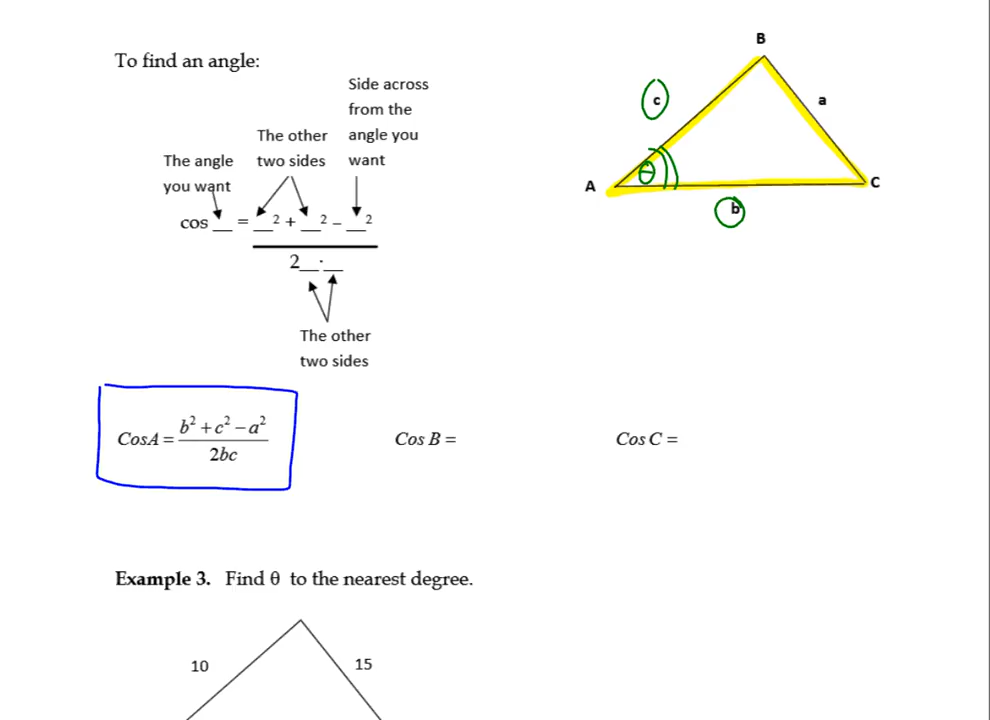 To find an angle:
Side across
from the
angle you
want
The other
two sides
The angle
you want
cos __ = __² + __² − __²
2__·__
The other
two sides
B
c
a
θ
A
C
b
CosA = b² + c² − a²
2bc
Cos B =
Cos C =
Example 3. Find θ to the nearest degree.
10
15